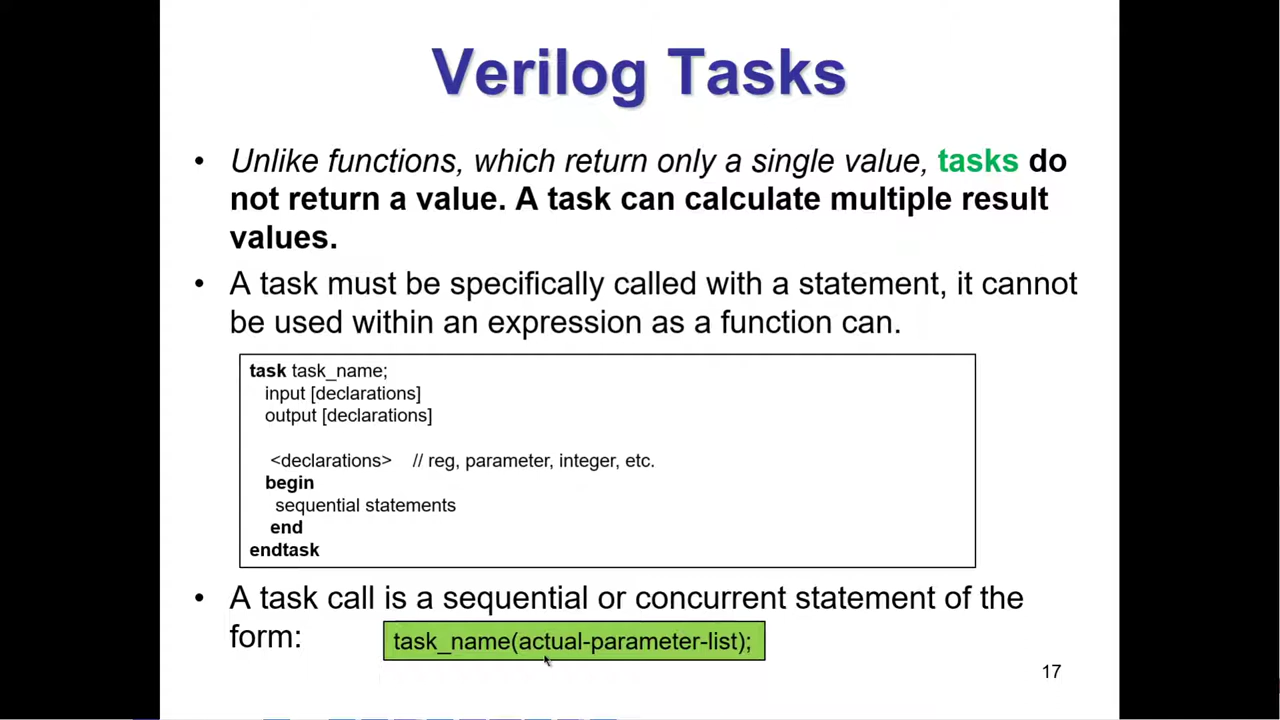 Verilog Tasks
• Unlike functions, which return only a single value, tasks do
not return a value. A task can calculate multiple result
values.
• A task must be specifically called with a statement, it cannot
be used within an expression as a function can.
task task_name;
input [declarations]
output [declarations]
<declarations> // reg, parameter, integer, etc.
begin
sequential statements
end
endtask
• A task call is a sequential or concurrent statement of the
form: task_name(actual-parameter-list);
17